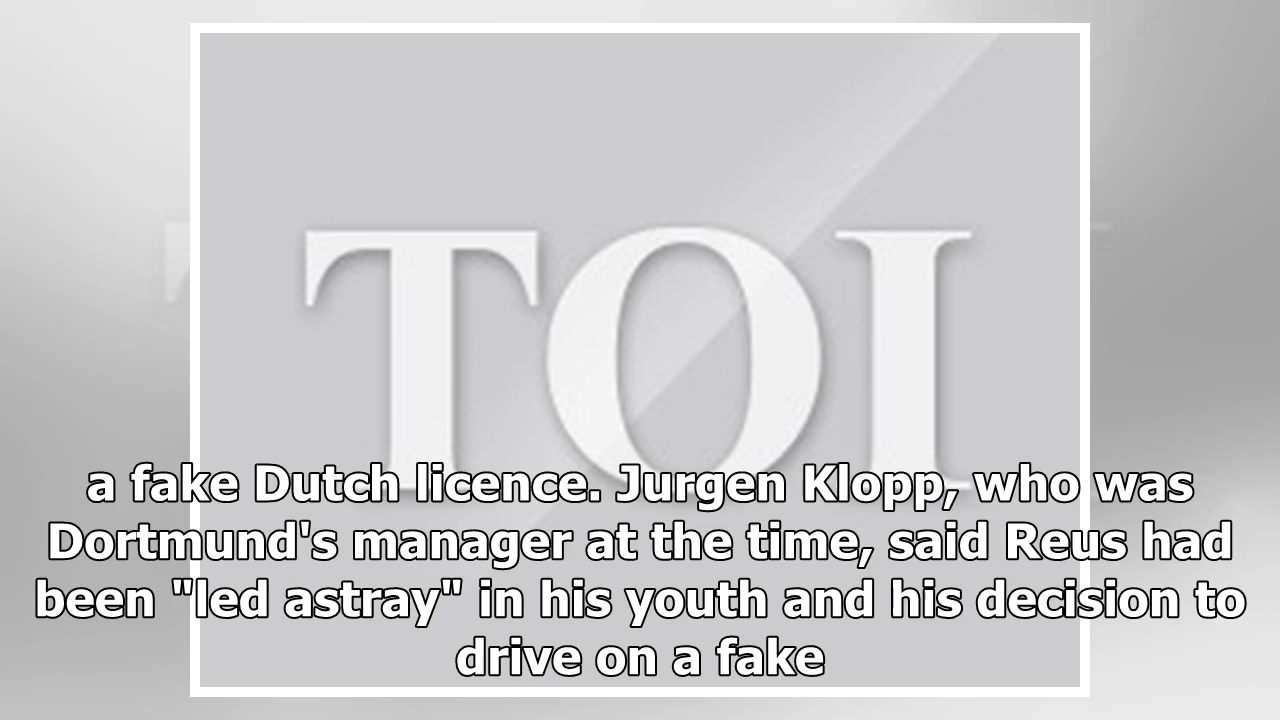 TOI
a fake Dutch licence. Jurgen Klopp, who was
Dortmund's manager at the time, said Reus had
been "led astray" in his youth and his decision to
drive on a fake